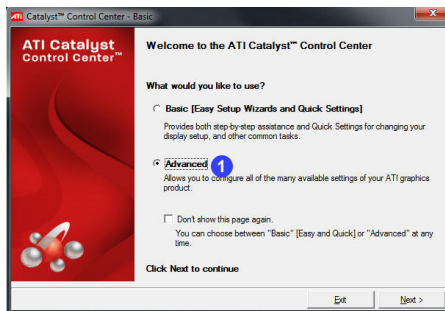 Catalyst™ Control Center - Basic
ATI Catalyst
Control Center™
Welcome to the ATI Catalyst™ Control Center
What would you like to use?
Basic [Easy Setup Wizards and Quick Settings]
Provides both step-by-step assistance and Quick Settings for changing your
display setup, and other common tasks.
Advanced 1
Allows you to configure all of the many available settings of your ATI graphics
product.
Don't show this page again.
You can choose between "Basic" [Easy and Quick] or "Advanced" at any
time.
Click Next to continue
Exit Next >